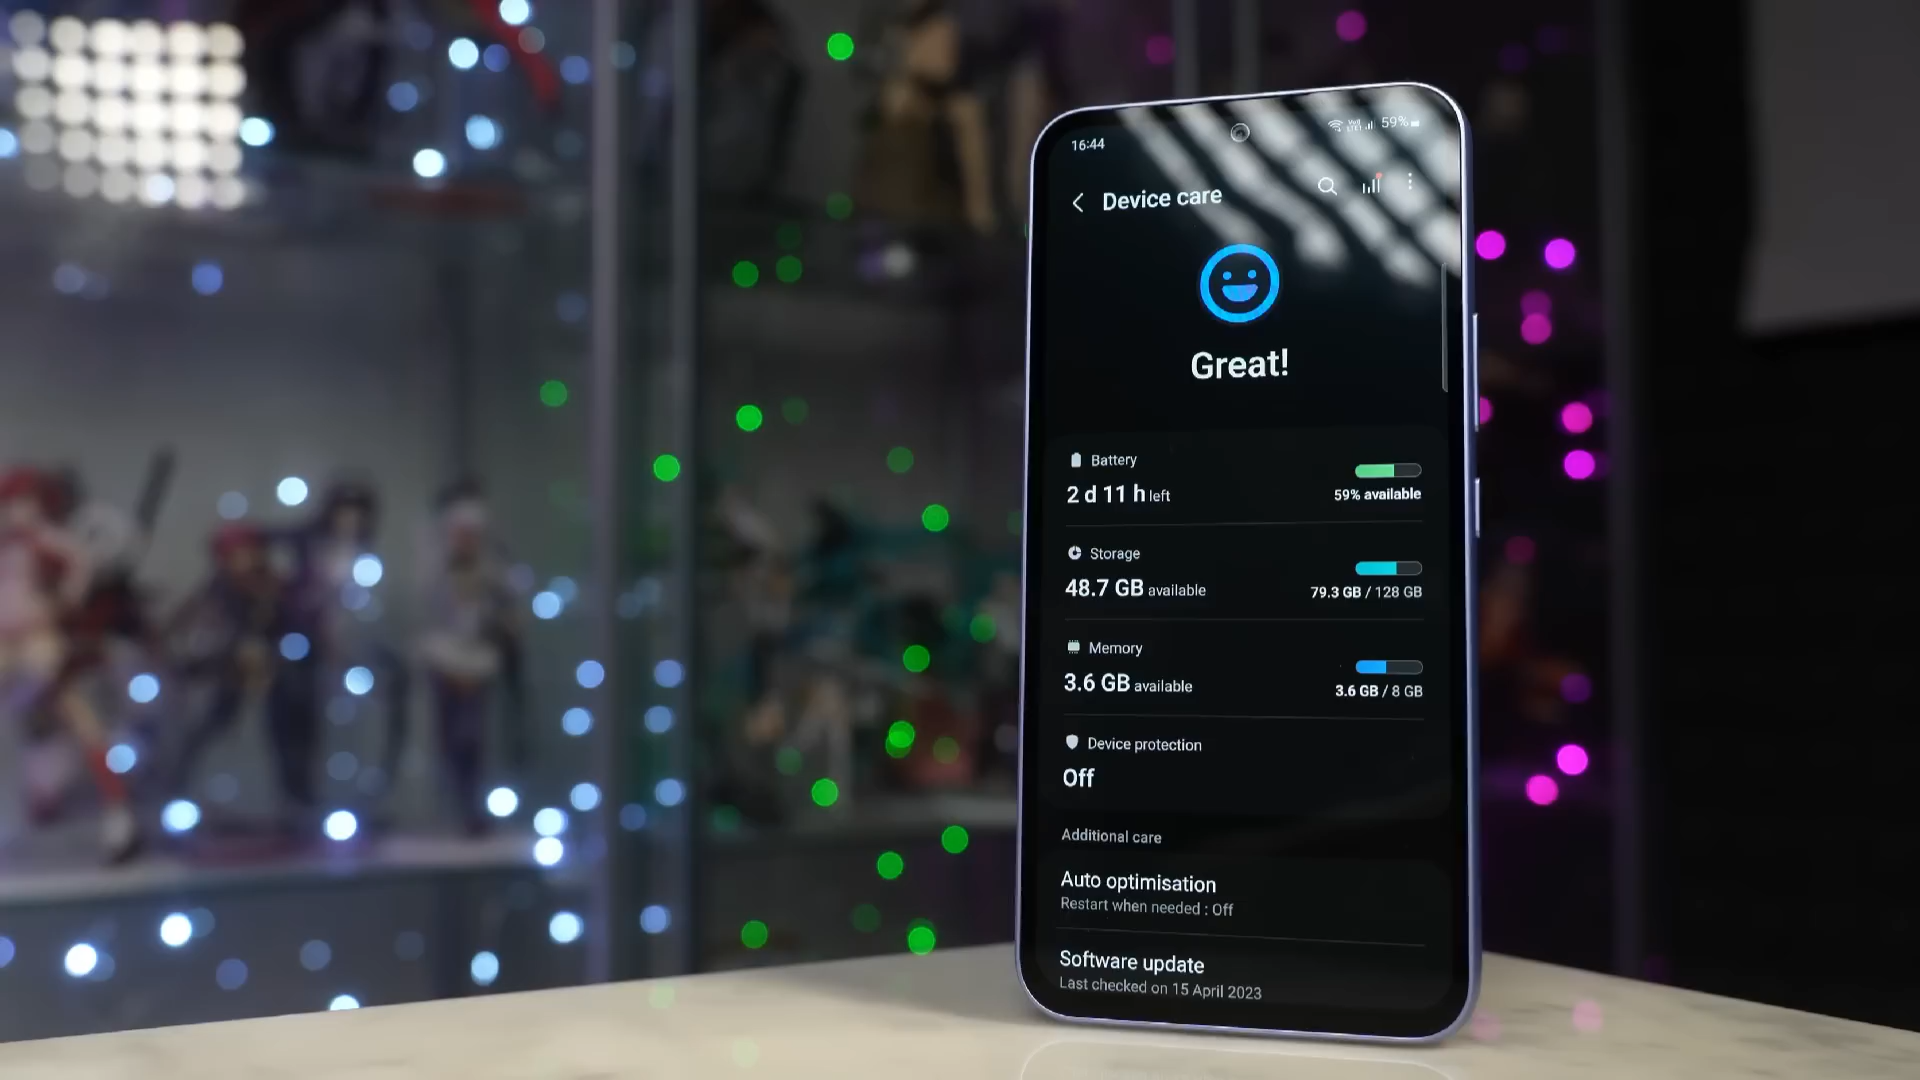 16:44
VoI LTE1 59%
Device care
Great!
Battery
2 d 11 h left
59% available
Storage
48.7 GB available
79.3 GB / 128 GB
Memory
3.6 GB available
3.6 GB / 8 GB
Device protection
Off
Additional care
Auto optimisation
Restart when needed : Off
Software update
Last checked on 15 April 2023